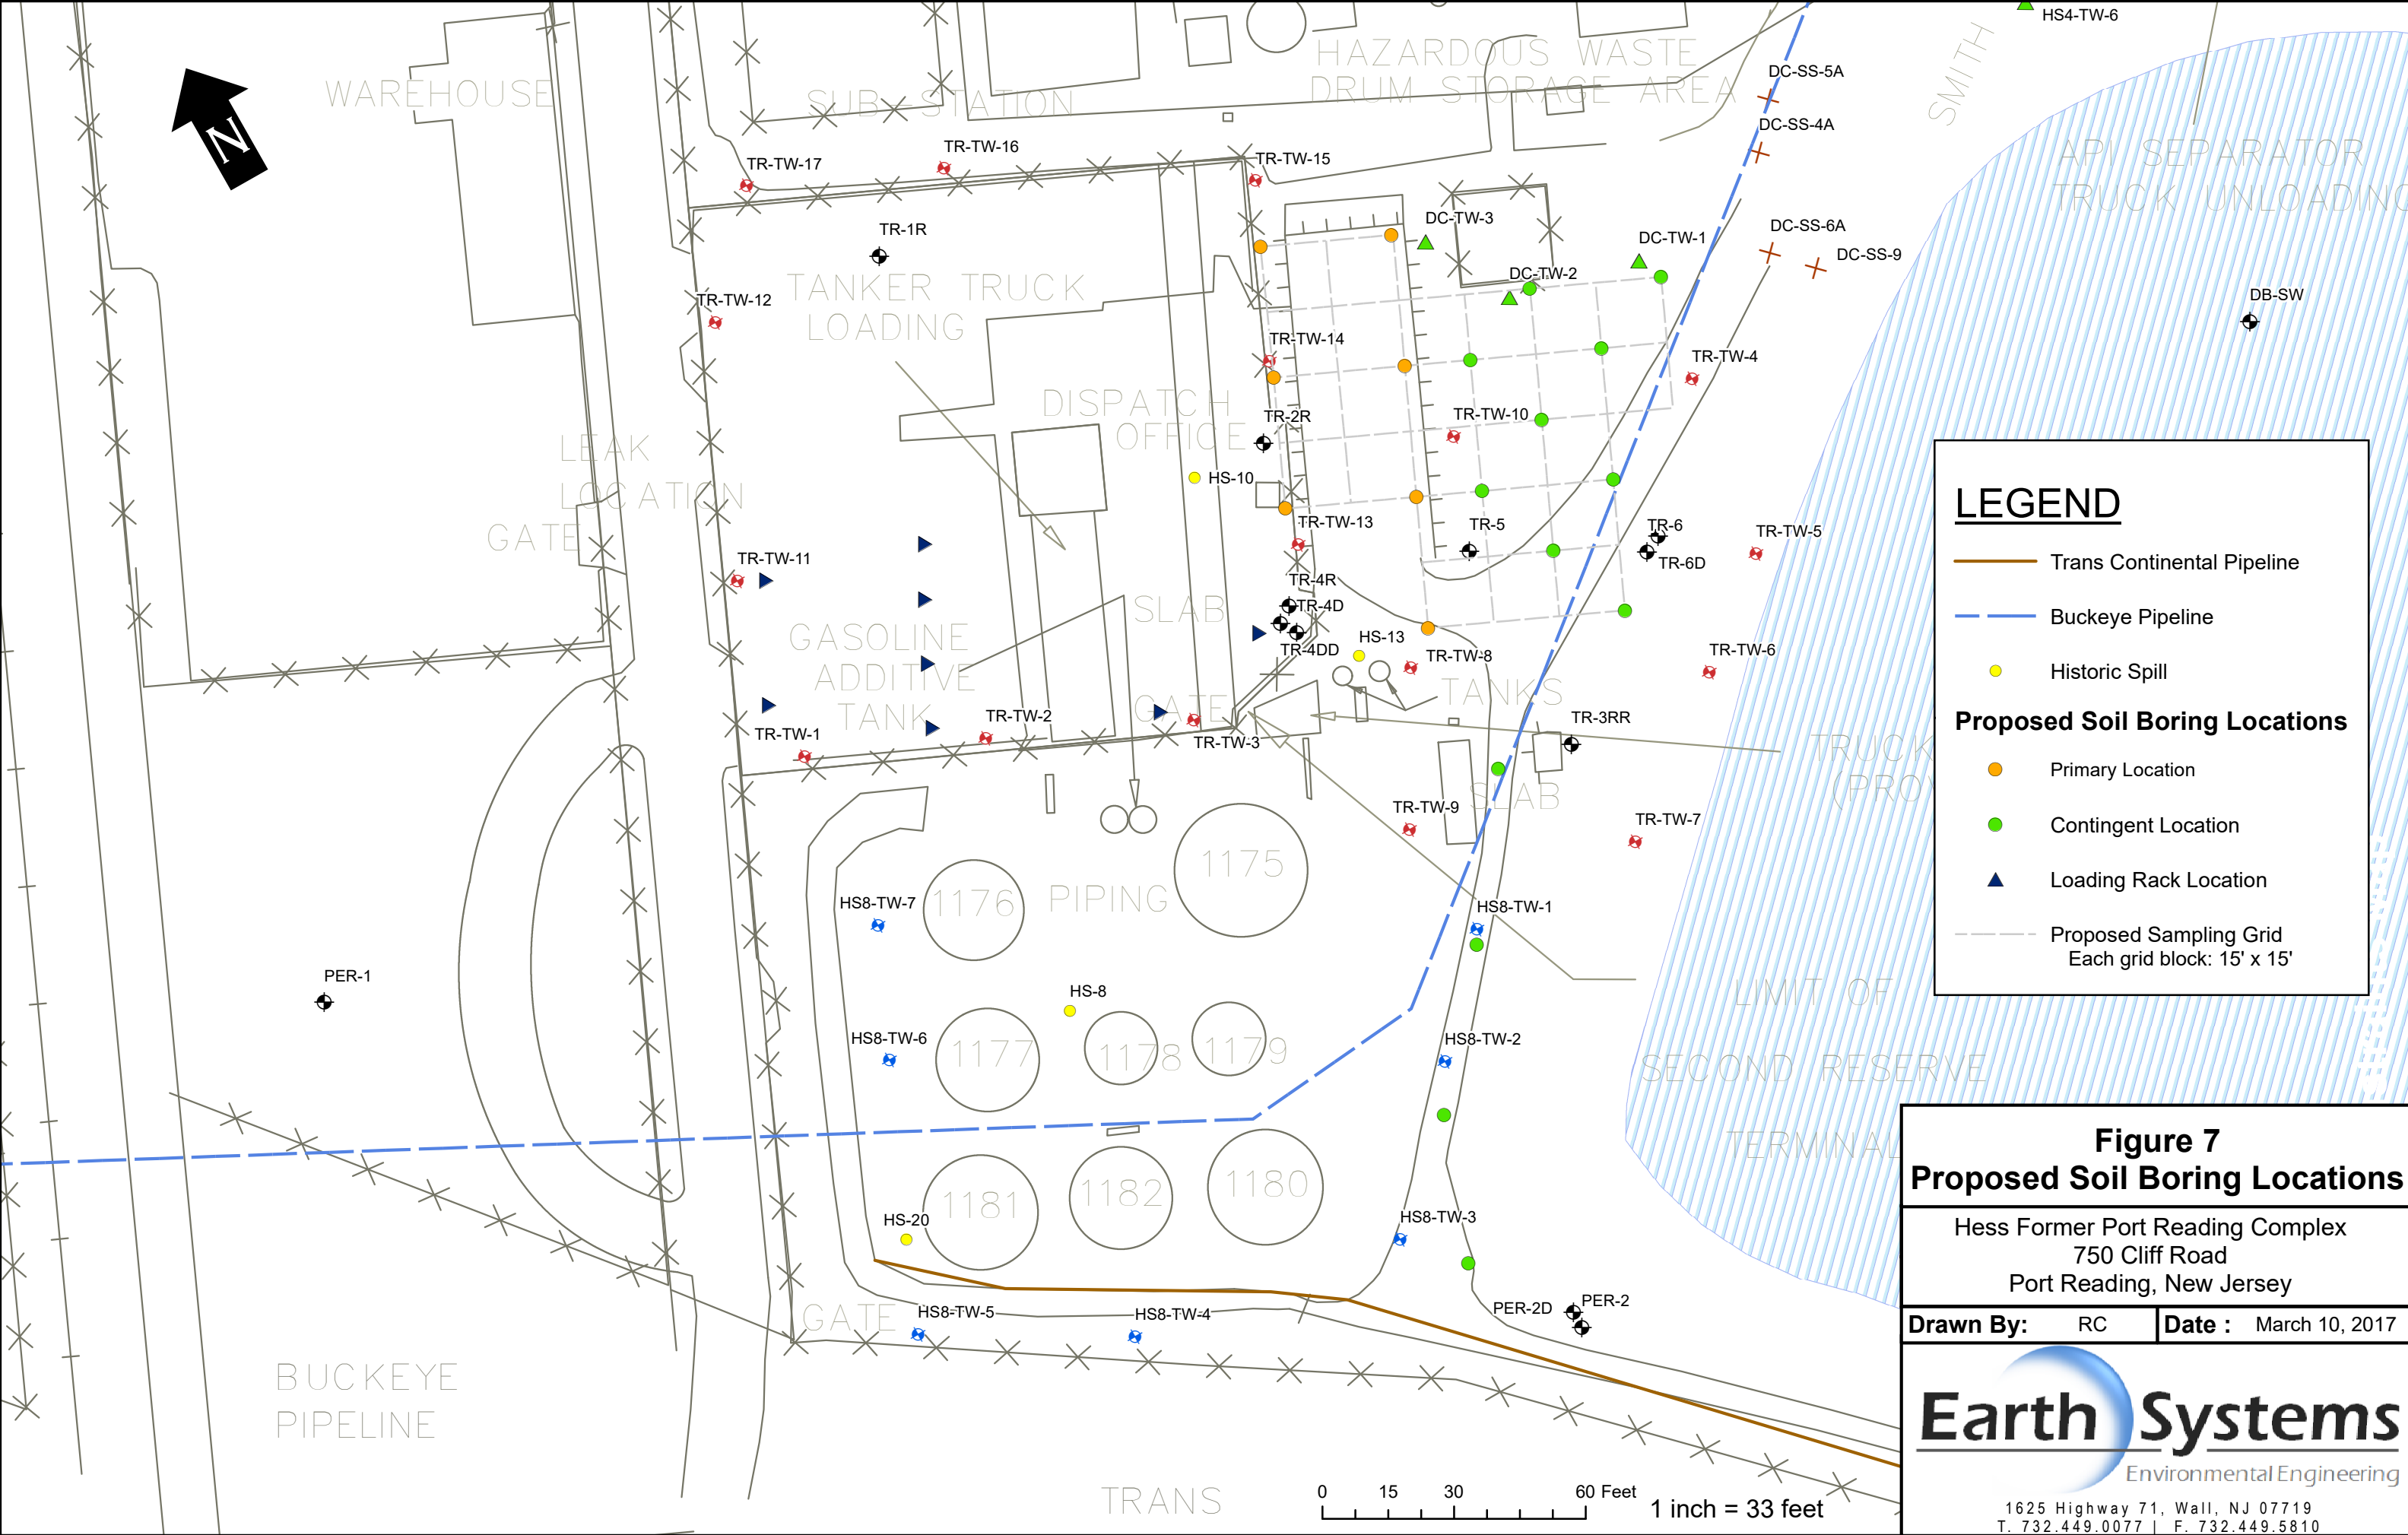 HS4-TW-6
SMITH
HAZARDOUS WASTE
DRUM STORAGE AREA
WAREHOUSE
SUB-STATION
N
DC-SS-5A
DC-SS-4A
API SEPARATOR
TRUCK UNLOADING
TR-TW-17
TR-TW-16
TR-TW-15
TR-1R
DC-TW-3
DC-TW-1
DC-SS-6A
DC-SS-9
DC-TW-2
DB-SW
TR-TW-12
TANKER TRUCK
LOADING
TR-TW-14
TR-TW-4
DISPATCH
OFFICE
TR-2R
TR-TW-10
LEAK
LOCATION
GATE
HS-10
TR-TW-13
TR-5
TR-6
TR-6D
TR-TW-5
TR-TW-11
TR-4R
TR-4D
TR-4DD
SLAB
GASOLINE
ADDITIVE
TANK
HS-13
TR-TW-8
TR-TW-6
TANKS
GATE
TR-TW-1
TR-TW-2
TR-TW-3
TR-3RR
TRUCK
(PROV
SLAB
TR-TW-9
TR-TW-7
1175
1176
PIPING
HS8-TW-7
HS8-TW-1
PER-1
HS-8
LIMIT OF
HS8-TW-6
1177
1178
1179
HS8-TW-2
SECOND RESERVE
TERMINAL
1181
1182
1180
HS-20
HS8-TW-3
GATE
HS8-TW-5
HS8-TW-4
PER-2D
PER-2
BUCKEYE
PIPELINE
TRANS
0 15 30 60 Feet
1 inch = 33 feet
LEGEND
Trans Continental Pipeline
Buckeye Pipeline
Historic Spill
Proposed Soil Boring Locations
Primary Location
Contingent Location
Loading Rack Location
Proposed Sampling Grid
Each grid block: 15' x 15'
Figure 7
Proposed Soil Boring Locations
Hess Former Port Reading Complex
750 Cliff Road
Port Reading, New Jersey
Drawn By: RC Date : March 10, 2017
Earth Systems
Environmental Engineering
1625 Highway 71, Wall, NJ 07719
T. 732.449.0077 | F. 732.449.5810